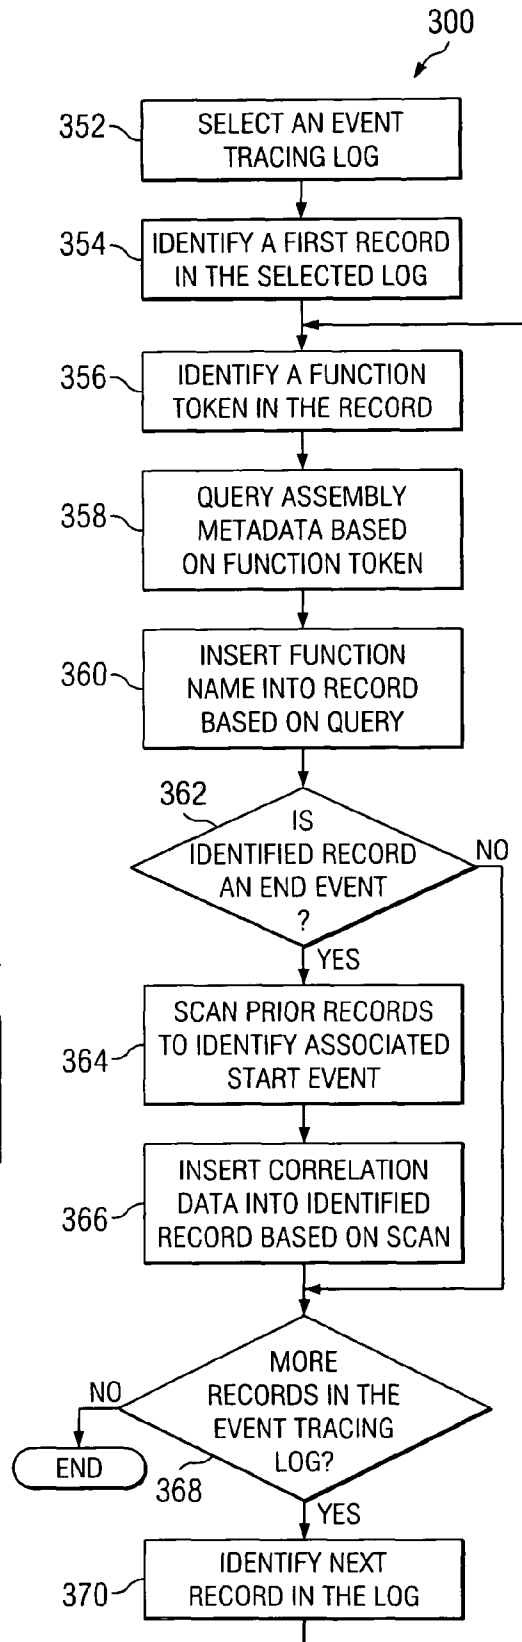 300
352
SELECT AN EVENT
TRACING LOG
354
IDENTIFY A FIRST RECORD
IN THE SELECTED LOG
356
IDENTIFY A FUNCTION
TOKEN IN THE RECORD
358
QUERY ASSEMBLY
METADATA BASED
ON FUNCTION TOKEN
360
INSERT FUNCTION
NAME INTO RECORD
BASED ON QUERY
362
IS
IDENTIFIED RECORD
AN END EVENT
?
NO
YES
364
SCAN PRIOR RECORDS
TO IDENTIFY ASSOCIATED
START EVENT
366
INSERT CORRELATION
DATA INTO IDENTIFIED
RECORD BASED ON SCAN
MORE
RECORDS IN THE
EVENT TRACING
LOG?
NO
END
368
YES
370
IDENTIFY NEXT
RECORD IN THE LOG